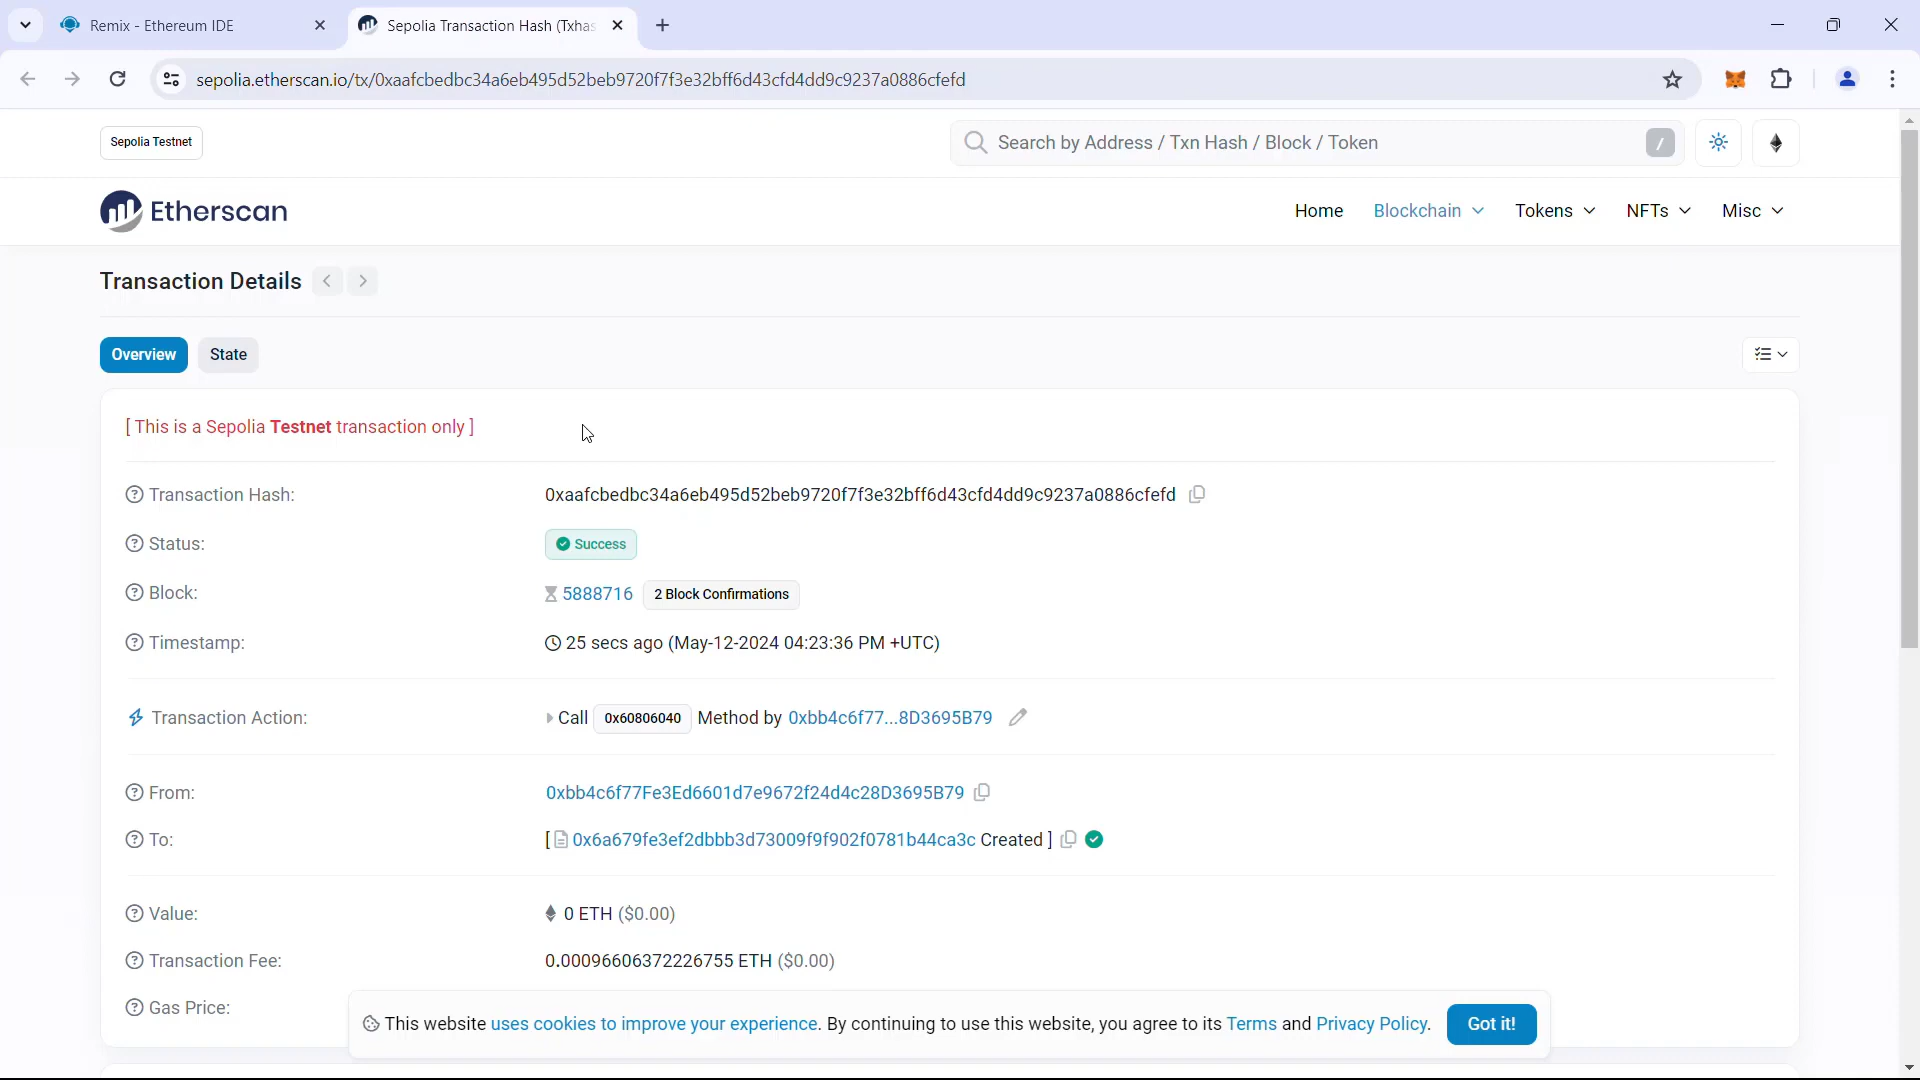 Remix - Ethereum IDE
Sepolia Transaction Hash (Txhas
sepolia.etherscan.io/tx/0xaafcbedbc34a6eb495d52beb9720f7f3e32bff6d43cfd4dd9c9237a0886cfefd
Sepolia Testnet
Search by Address / Txn Hash / Block / Token
/
Etherscan
Home
Blockchain
Tokens
NFTs
Misc
Transaction Details
Overview
State
[ This is a Sepolia Testnet transaction only ]
Transaction Hash:
0xaafcbedbc34a6eb495d52beb9720f7f3e32bff6d43cfd4dd9c9237a0886cfefd
Status:
Success
Block:
5888716
2 Block Confirmations
Timestamp:
25 secs ago (May-12-2024 04:23:36 PM +UTC)
Transaction Action:
Call 0x60806040 Method by 0xbb4c6f77...8D3695B79
From:
0xbb4c6f77Fe3Ed6601d7e9672f24d4c28D3695B79
To:
[ 0x6a679fe3ef2dbbb3d73009f9f902f0781b44ca3c Created ]
Value:
0 ETH ($0.00)
Transaction Fee:
0.00096606372226755 ETH ($0.00)
Gas Price:
This website uses cookies to improve your experience. By continuing to use this website, you agree to its Terms and Privacy Policy.
Got it!